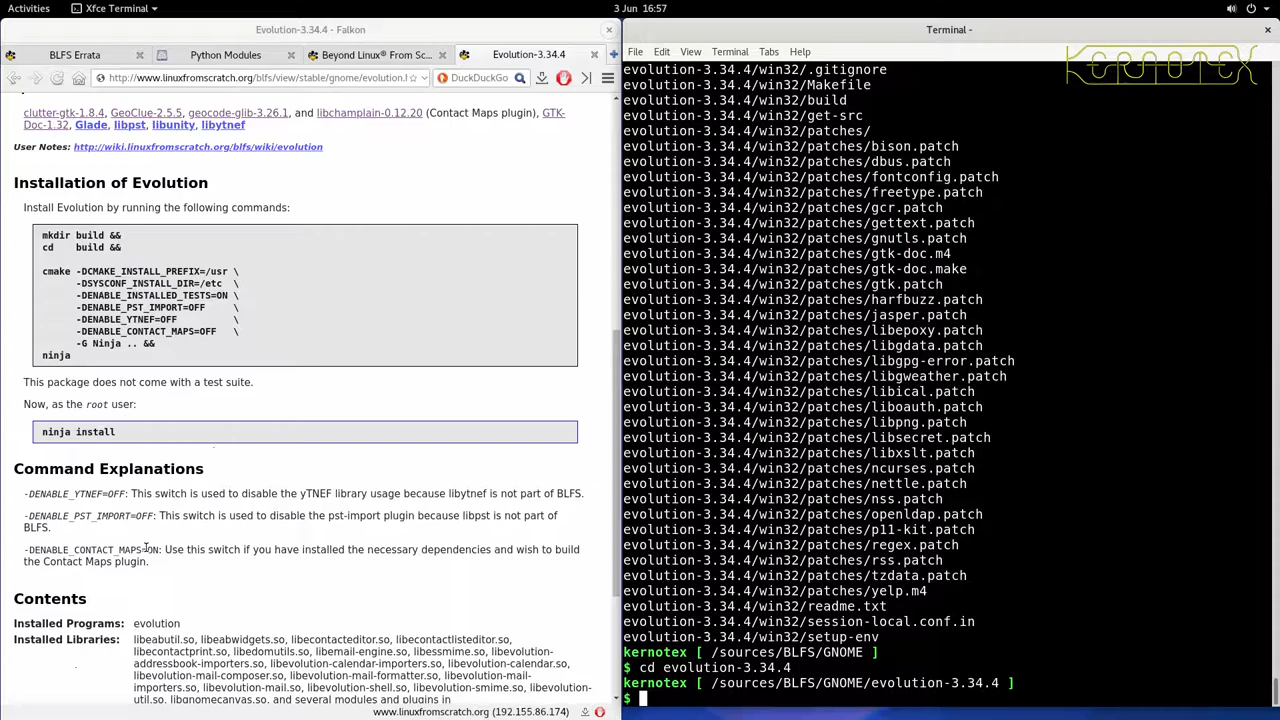 Activities
Xfce Terminal
3 Jun 16:57
Evolution-3.34.4 - Falkon
BLFS Errata
Python Modules
Beyond Linux® From Sc...
Evolution-3.34.4
http://www.linuxfromscratch.org/blfs/view/stable/gnome/evolution.h
DuckDuckGo
clutter-gtk-1.8.4, GeoClue-2.5.5, geocode-glib-3.26.1, and libchamplain-0.12.20 (Contact Maps plugin), GTK-
Doc-1.32, Glade, libpst, libunity, libytnef
User Notes: http://wiki.linuxfromscratch.org/blfs/wiki/evolution
Installation of Evolution
Install Evolution by running the following commands:
mkdir build &&
cd    build &&
cmake -DCMAKE_INSTALL_PREFIX=/usr \
-DSYSCONF_INSTALL_DIR=/etc  \
-DENABLE_INSTALLED_TESTS=ON \
-DENABLE_PST_IMPORT=OFF     \
-DENABLE_YTNEF=OFF          \
-DENABLE_CONTACT_MAPS=OFF   \
-G Ninja .. &&
ninja
This package does not come with a test suite.
Now, as the root user:
ninja install
Command Explanations
-DENABLE_YTNEF=OFF: This switch is used to disable the yTNEF library usage because libytnef is not part of BLFS.
-DENABLE_PST_IMPORT=OFF: This switch is used to disable the pst-import plugin because libpst is not part of
BLFS.
-DENABLE_CONTACT_MAPS=ON: Use this switch if you have installed the necessary dependencies and wish to build
the Contact Maps plugin.
Contents
Installed Programs: evolution
Installed Libraries: libeabutil.so, libeabwidgets.so, libecontacteditor.so, libecontactlisteditor.so,
libecontactprint.so, libedomutils.so, libemail-engine.so, libessmime.so, libevolution-
addressbook-importers.so, libevolution-calendar-importers.so, libevolution-calendar.so,
libevolution-mail-composer.so, libevolution-mail-formatter.so, libevolution-mail-
importers.so, libevolution-mail.so, libevolution-shell.so, libevolution-smime.so, libevolution-
util.so, libgnomecanvas.so, and several modules and plugins in
www.linuxfromscratch.org (192.155.86.174)
Terminal -
File Edit View Terminal Tabs Help
KERNOTEX
evolution-3.34.4/win32/.gitignore
evolution-3.34.4/win32/Makefile
evolution-3.34.4/win32/build
evolution-3.34.4/win32/get-src
evolution-3.34.4/win32/patches/
evolution-3.34.4/win32/patches/bison.patch
evolution-3.34.4/win32/patches/dbus.patch
evolution-3.34.4/win32/patches/fontconfig.patch
evolution-3.34.4/win32/patches/freetype.patch
evolution-3.34.4/win32/patches/gcr.patch
evolution-3.34.4/win32/patches/gettext.patch
evolution-3.34.4/win32/patches/gnutls.patch
evolution-3.34.4/win32/patches/gtk-doc.m4
evolution-3.34.4/win32/patches/gtk-doc.make
evolution-3.34.4/win32/patches/gtk.patch
evolution-3.34.4/win32/patches/harfbuzz.patch
evolution-3.34.4/win32/patches/jasper.patch
evolution-3.34.4/win32/patches/libepoxy.patch
evolution-3.34.4/win32/patches/libgdata.patch
evolution-3.34.4/win32/patches/libgpg-error.patch
evolution-3.34.4/win32/patches/libgweather.patch
evolution-3.34.4/win32/patches/libical.patch
evolution-3.34.4/win32/patches/liboauth.patch
evolution-3.34.4/win32/patches/libpng.patch
evolution-3.34.4/win32/patches/libsecret.patch
evolution-3.34.4/win32/patches/libxslt.patch
evolution-3.34.4/win32/patches/ncurses.patch
evolution-3.34.4/win32/patches/nettle.patch
evolution-3.34.4/win32/patches/nss.patch
evolution-3.34.4/win32/patches/openldap.patch
evolution-3.34.4/win32/patches/p11-kit.patch
evolution-3.34.4/win32/patches/regex.patch
evolution-3.34.4/win32/patches/rss.patch
evolution-3.34.4/win32/patches/tzdata.patch
evolution-3.34.4/win32/patches/yelp.m4
evolution-3.34.4/win32/readme.txt
evolution-3.34.4/win32/session-local.conf.in
evolution-3.34.4/win32/setup-env
kernotex [ /sources/BLFS/GNOME ]
$ cd evolution-3.34.4
kernotex [ /sources/BLFS/GNOME/evolution-3.34.4 ]
$